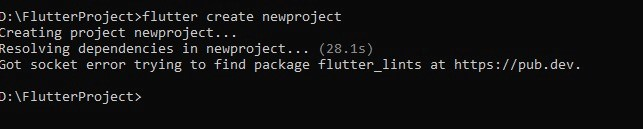 D:\FlutterProject>flutter create newproject
Creating project newproject...
Resolving dependencies in newproject... (28.1s)
Got socket error trying to find package flutter_lints at https://pub.dev.
D:\FlutterProject>